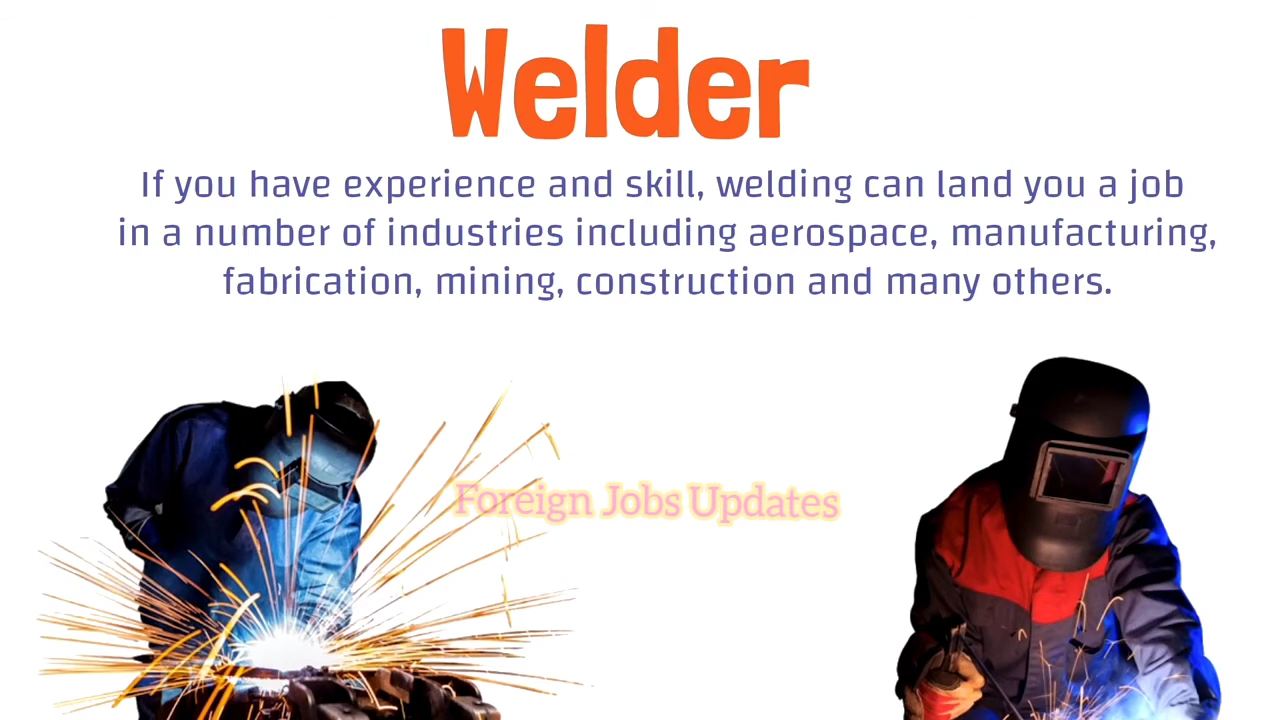 Welder
If you have experience and skill, welding can land you a job
in a number of industries including aerospace, manufacturing,
fabrication, mining, construction and many others.
Foreign Jobs Updates